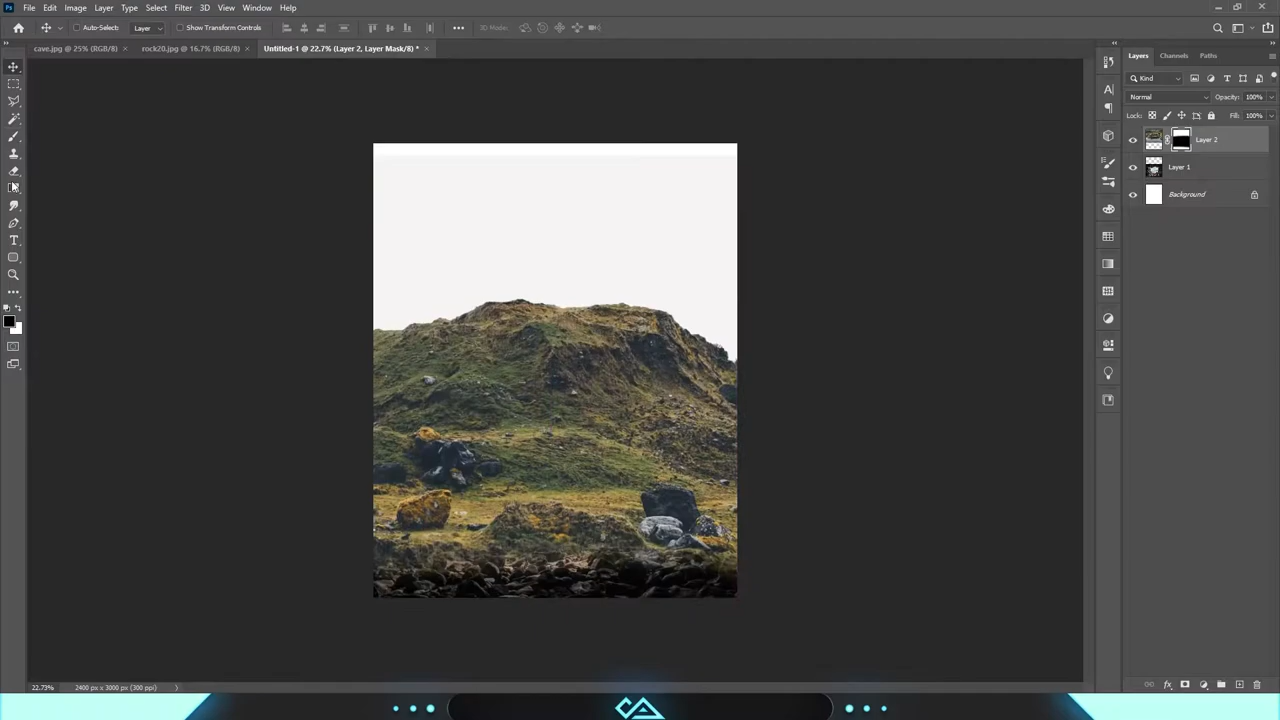 Ps File Edit Image Layer Type Select Filter 3D View Window Help
Auto-Select: Layer Show Transform Controls 3D Mode:
cave.jpg @ 25% (RGB/8) × rock20.jpg @ 16.7% (RGB/8) × Untitled-1 @ 22.7% (Layer 2, Layer Mask/8) * ×
Layers Channels Paths
Kind
Normal Opacity: 100%
Lock: Fill: 100%
Layer 2
Layer 1
Background
22.73% 2400 px x 3000 px (300 ppi)